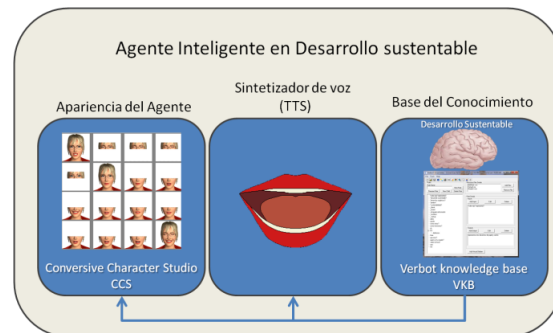 Agente Inteligente en Desarrollo sustentable
Apariencia del Agente
Sintetizador de voz
(TTS)
Base del Conocimiento
Desarrollo Sustentable
Conversive Character Studio
CCS
Verbot knowledge base
VKB